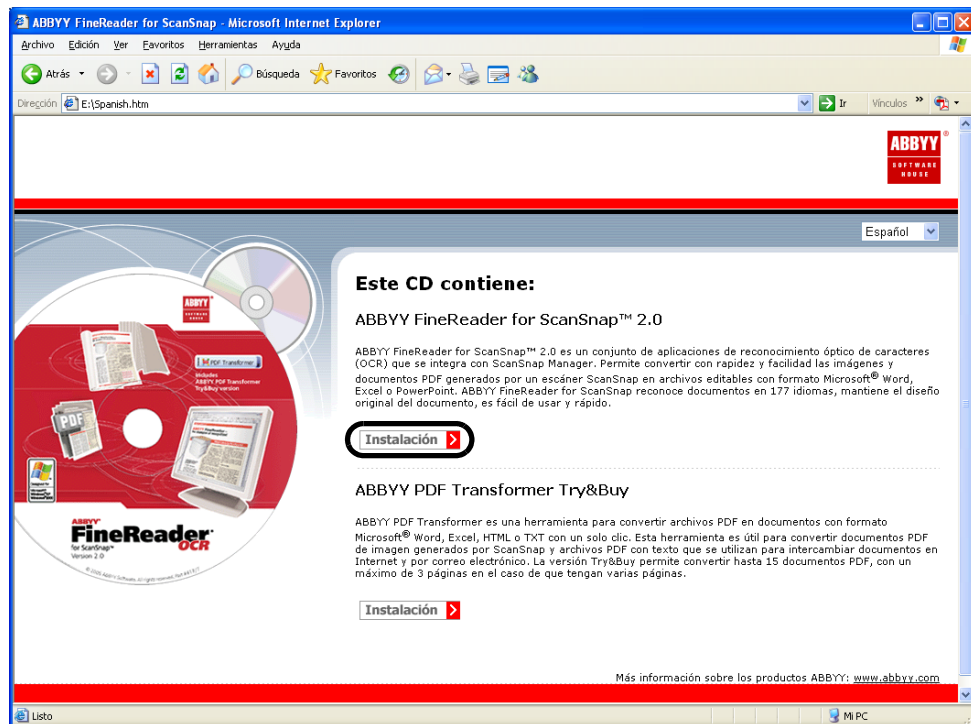 ABBYY FineReader for ScanSnap - Microsoft Internet Explorer
Archivo Edición Ver Favoritos Herramientas Ayuda
Atrás Búsqueda Favoritos
Dirección E:\Spanish.htm Ir Vínculos »
ABBYY®
SOFTWARE
HOUSE
Español
Este CD contiene:
ABBYY FineReader for ScanSnap™ 2.0
ABBYY FineReader for ScanSnap™ 2.0 es un conjunto de aplicaciones de reconocimiento óptico de caracteres
(OCR) que se integra con ScanSnap Manager. Permite convertir con rapidez y facilidad las imágenes y
documentos PDF generados por un escáner ScanSnap en archivos editables con formato Microsoft® Word,
Excel o PowerPoint. ABBYY FineReader for ScanSnap reconoce documentos en 177 idiomas, mantiene el diseño
original del documento, es fácil de usar y rápido.
Instalación
ABBYY PDF Transformer Try&Buy
ABBYY PDF Transformer es una herramienta para convertir archivos PDF en documentos con formato
Microsoft® Word, Excel, HTML o TXT con un solo clic. Esta herramienta es útil para convertir documentos PDF
de imagen generados por ScanSnap y archivos PDF con texto que se utilizan para intercambiar documentos en
Internet y por correo electrónico. La versión Try&Buy permite convertir hasta 15 documentos PDF, con un
máximo de 3 páginas en el caso de que tengan varias páginas.
Instalación
Más información sobre los productos ABBYY: www.abbyy.com
ABBYY
PDF Transformer
Includes
ABBYY PDF Transformer
Try&Buy version
PDF
ABBYY
FineReader
OCR
for ScanSnap™
Version 2.0
Listo Mi PC